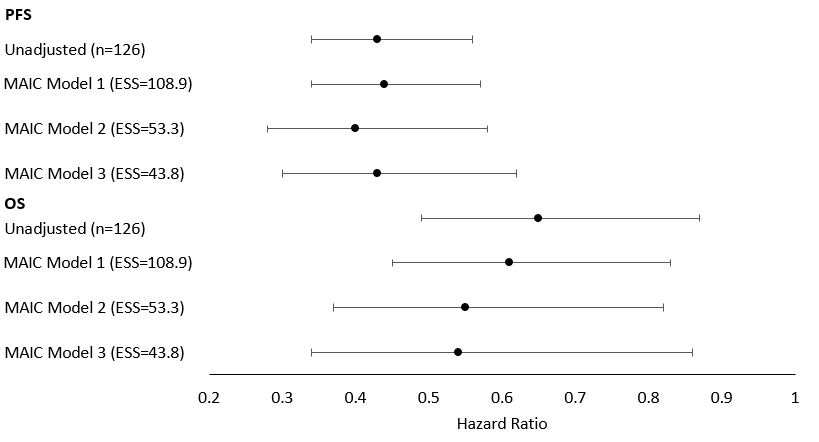 PFS
Unadjusted (n=126)
MAIC Model 1 (ESS=108.9)
MAIC Model 2 (ESS=53.3)
MAIC Model 3 (ESS=43.8)
OS
Unadjusted (n=126)
MAIC Model 1 (ESS=108.9)
MAIC Model 2 (ESS=53.3)
MAIC Model 3 (ESS=43.8)
0.2 0.3 0.4 0.5 0.6 0.7 0.8 0.9 1
Hazard Ratio